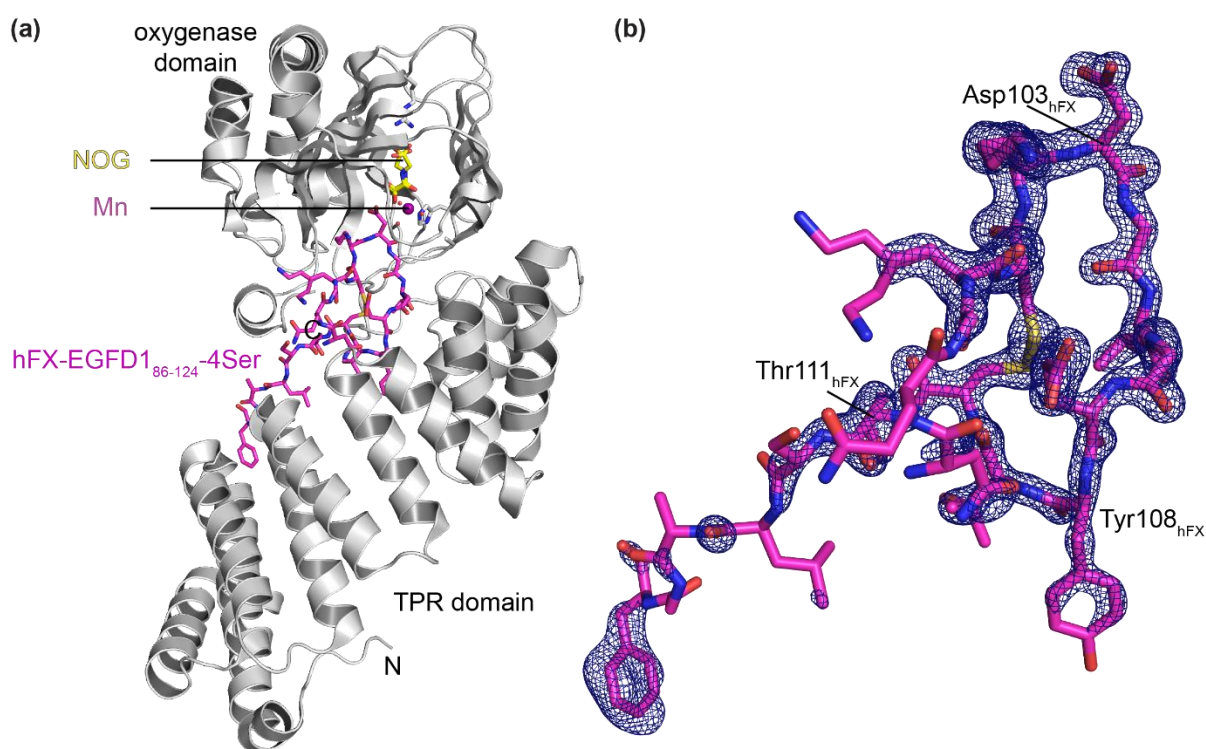 (a)
oxygenase
domain
NOG
Mn
C
hFX-EGFD1₈₆₋₁₂₄-4Ser
TPR domain
N
(b)
Asp103hFX
Thr111hFX
Tyr108hFX